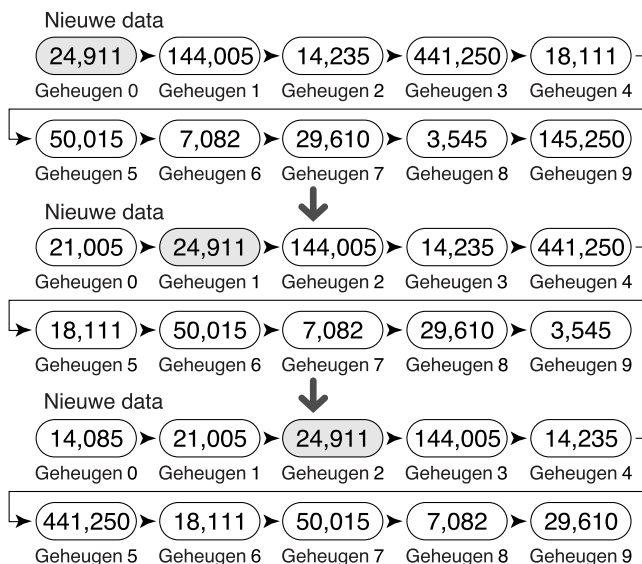 Nieuwe data
24,911 144,005 14,235 441,250 18,111
Geheugen 0 Geheugen 1 Geheugen 2 Geheugen 3 Geheugen 4
50,015 7,082 29,610 3,545 145,250
Geheugen 5 Geheugen 6 Geheugen 7 Geheugen 8 Geheugen 9
Nieuwe data
21,005 24,911 144,005 14,235 441,250
Geheugen 0 Geheugen 1 Geheugen 2 Geheugen 3 Geheugen 4
18,111 50,015 7,082 29,610 3,545
Geheugen 5 Geheugen 6 Geheugen 7 Geheugen 8 Geheugen 9
Nieuwe data
14,085 21,005 24,911 144,005 14,235
Geheugen 0 Geheugen 1 Geheugen 2 Geheugen 3 Geheugen 4
441,250 18,111 50,015 7,082 29,610
Geheugen 5 Geheugen 6 Geheugen 7 Geheugen 8 Geheugen 9